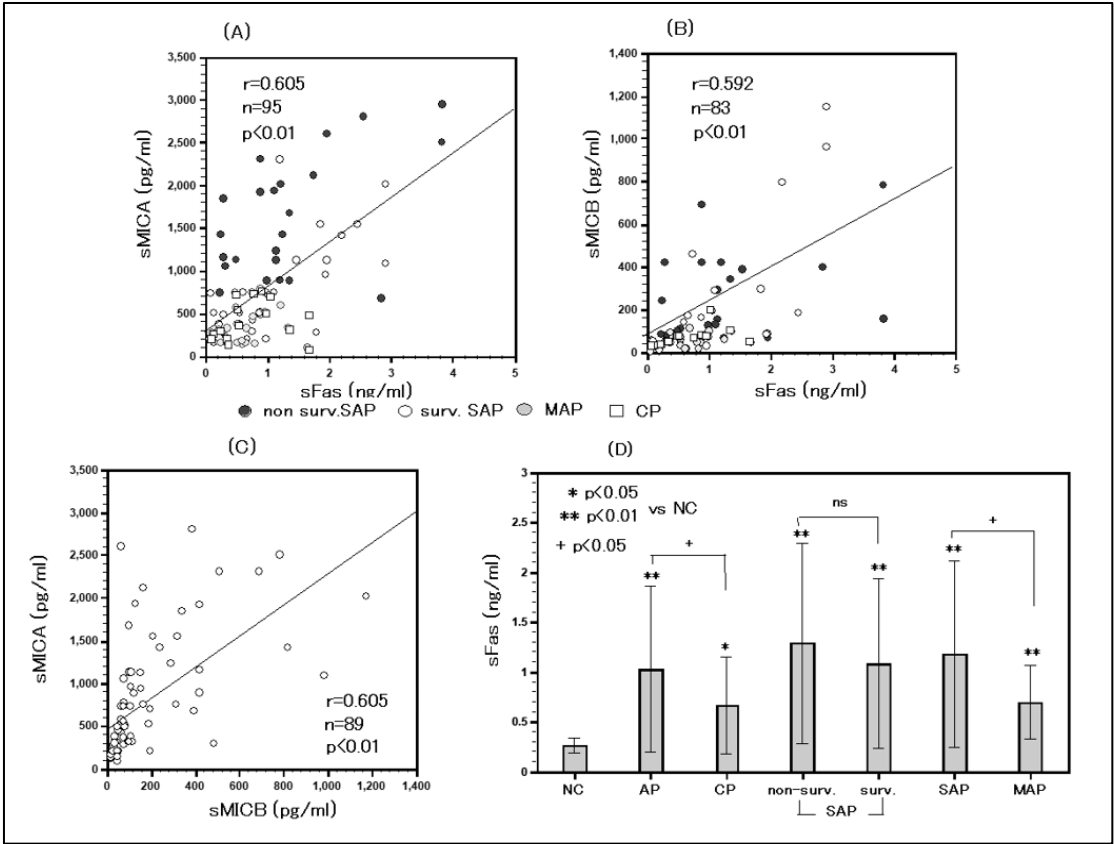 (A)
3,500
3,000
2,500
2,000
1,500
1,000
500
0
sMICA (pg/ml)
r=0.605
n=95
p<0.01
0 1 2 3 4 5
sFas (ng/ml)
(B)
1,400
1,200
1,000
800
600
400
200
0
sMICB (pg/ml)
r=0.592
n=83
p<0.01
0 1 2 3 4 5
sFas (ng/ml)
non surv.SAP surv. SAP MAP CP
(C)
3,500
3,000
2,500
2,000
1,500
1,000
500
0
sMICA (pg/ml)
r=0.605
n=89
p<0.01
0 200 400 600 800 1,000 1,200 1,400
sMICB (pg/ml)
(D)
3
2.5
2
1.5
1
0.5
0
sFas (ng/ml)
* p<0.05
** p<0.01 vs NC
+ p<0.05
ns
+
+
** * ** ** ** **
NC AP CP non-surv. surv. SAP MAP
SAP